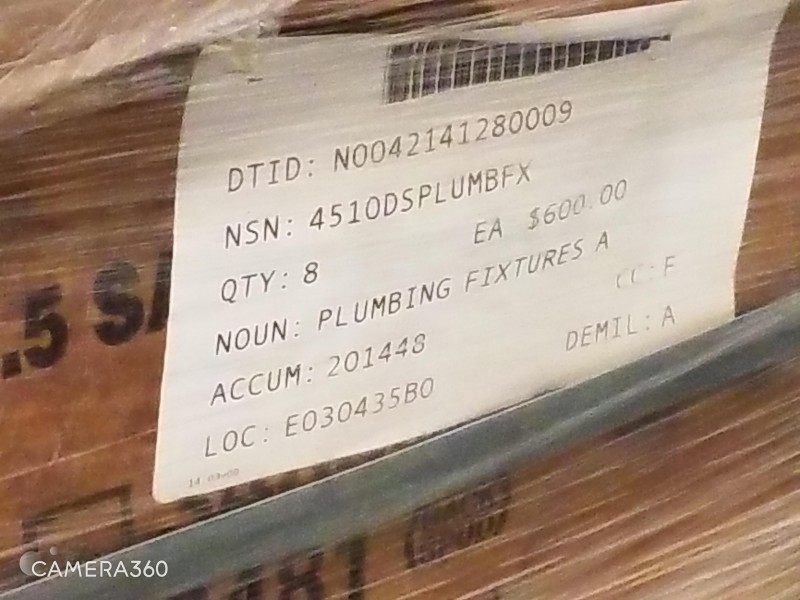 DTID: N0042141280009
NSN: 4510DSPLUMBFX
QTY: 8 EA $600.00
NOUN: PLUMBING FIXTURES A
CC: F
ACCUM: 201448
DEMIL: A
LOC: E030435B0
.5
CAMERA360